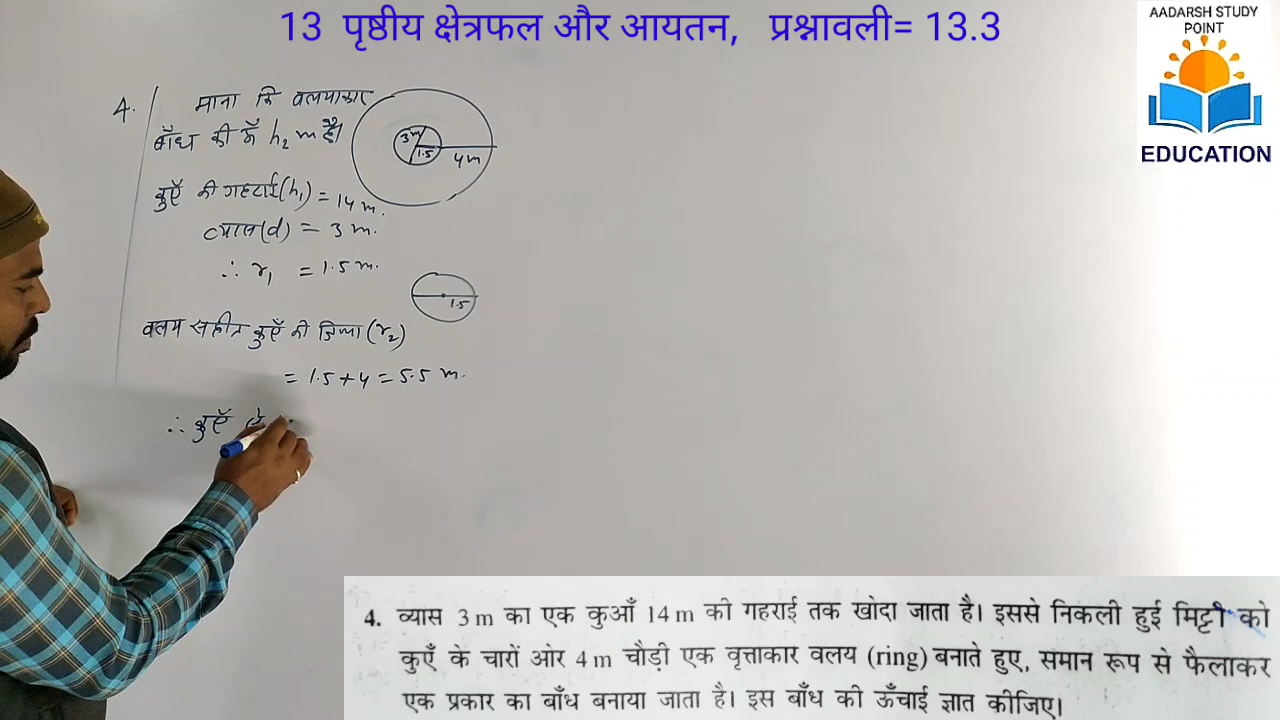 13 पृष्ठीय क्षेत्रफल और आयतन, प्रश्नावली= 13.3
AADARSH STUDY
POINT
EDUCATION
4. माना कि वलयाकार
बाँध की ऊँ h₂ m है।
3m
1.5
4m
कुएँ की गहराई(h₁) = 14 m.
व्यास(d) = 3 m.
∴ r₁ = 1.5 m.
1.5
वलय सहीत कुएँ की त्रिज्या (r₂)
= 1.5 + 4 = 5.5 m.
∴ कुएँ से
4. व्यास 3 m का एक कुआँ 14 m की गहराई तक खोदा जाता है। इससे निकली हुई मिट्टी को
कुएँ के चारों ओर 4 m चौड़ी एक वृत्ताकार वलय (ring) बनाते हुए, समान रूप से फैलाकर
एक प्रकार का बाँध बनाया जाता है। इस बाँध की ऊँचाई ज्ञात कीजिए।